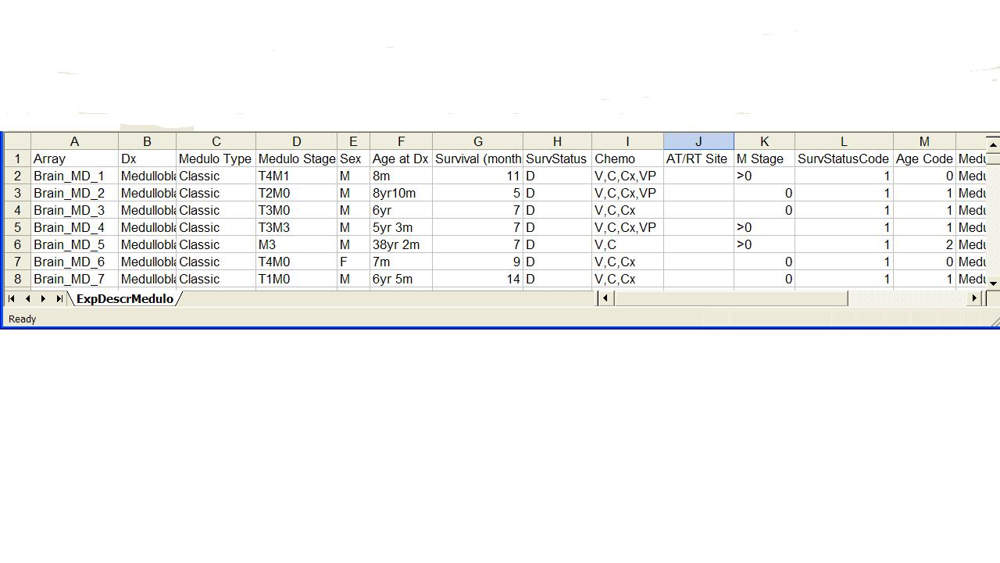 A B C D E F G H I J K L M
1 Array Dx Medulo Type Medulo Stage Sex Age at Dx Survival (month SurvStatus Chemo AT/RT Site M Stage SurvStatusCode Age Code Medu
2 Brain_MD_1 Medullobla Classic T4M1 M 8m 11 D V,C,Cx,VP >0 1 0 Medu
3 Brain_MD_2 Medullobla Classic T2M0 M 8yr10m 5 D V,C,Cx,VP 0 1 1 Medu
4 Brain_MD_3 Medullobla Classic T3M0 M 6yr 7 D V,C,Cx 0 1 1 Medu
5 Brain_MD_4 Medullobla Classic T3M3 M 5yr 3m 7 D V,C,Cx,VP >0 1 1 Medu
6 Brain_MD_5 Medullobla Classic M3 M 38yr 2m 7 D V,C >0 1 2 Medu
7 Brain_MD_6 Medullobla Classic T4M0 F 7m 9 D V,C,Cx 0 1 0 Medu
8 Brain_MD_7 Medullobla Classic T1M0 M 6yr 5m 14 D V,C,Cx 0 1 1 Medu
ExpDescrMedulo
Ready